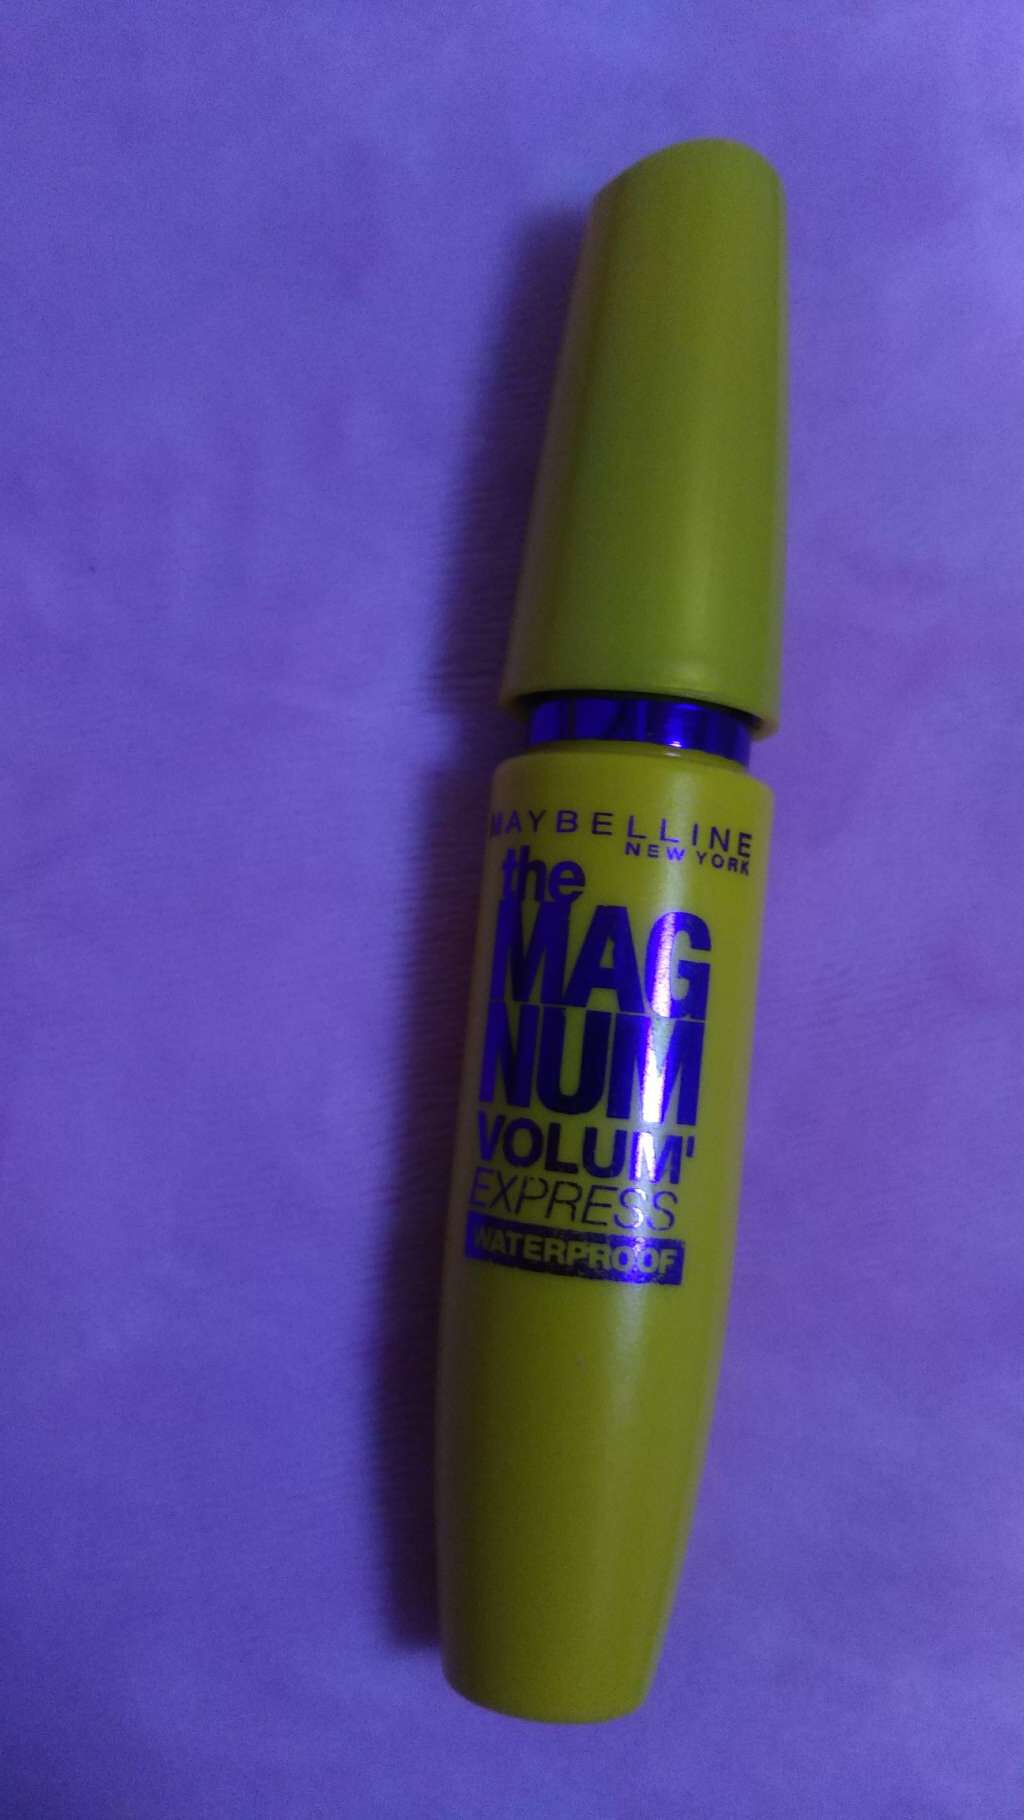 MAYBELLINE
NEW YORK
the
MAG
NUM
VOLUM'
EXPRESS
WATERPROOF